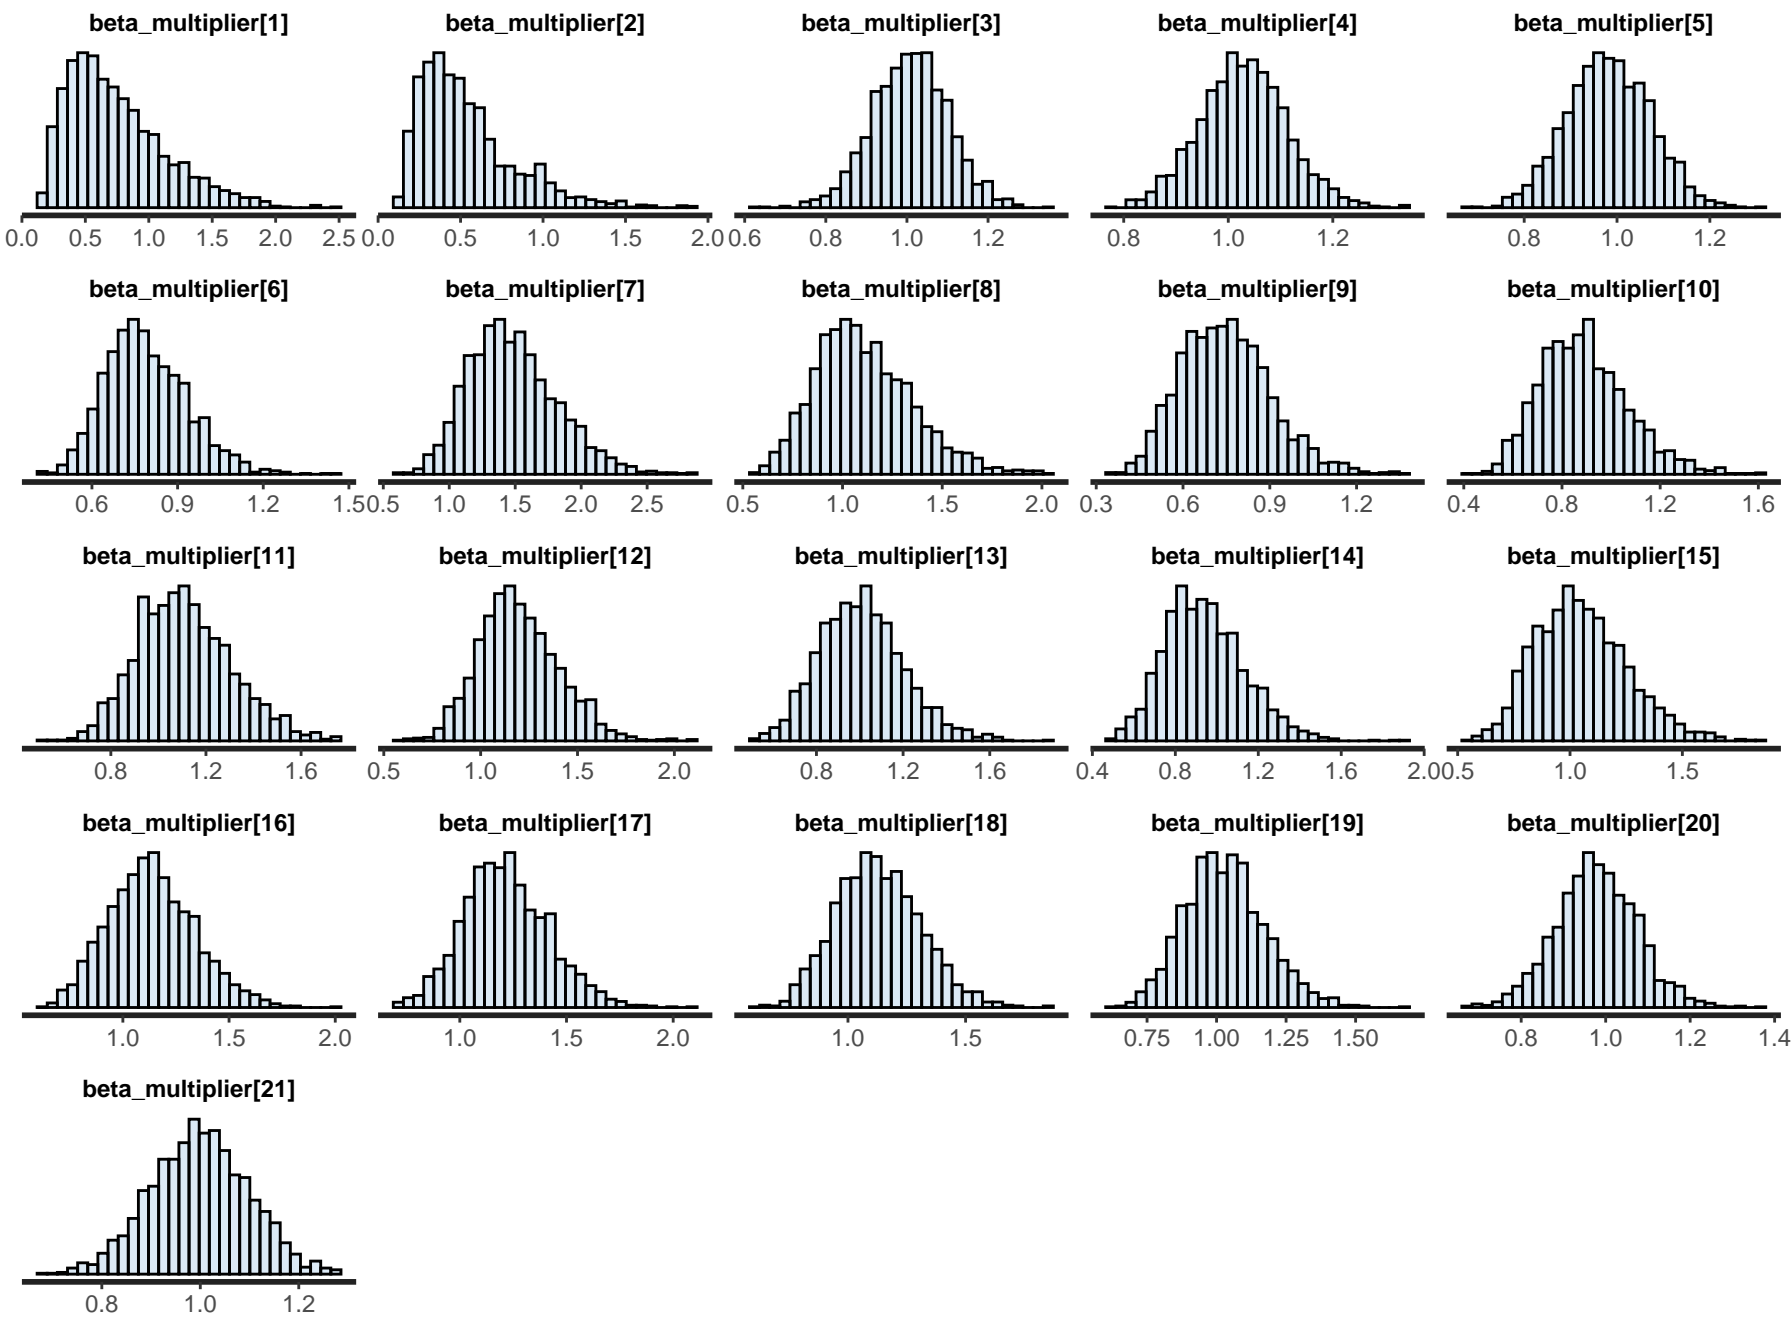 beta_multiplier[1] beta_multiplier[2] beta_multiplier[3] beta_multiplier[4] beta_multiplier[5]
0.0 0.5 1.0 1.5 2.0 2.5 0.0 0.5 1.0 1.5 2.0 0.6 0.8 1.0 1.2 0.8 1.0 1.2 0.8 1.0 1.2
beta_multiplier[6] beta_multiplier[7] beta_multiplier[8] beta_multiplier[9] beta_multiplier[10]
0.6 0.9 1.2 1.5 0.5 1.0 1.5 2.0 2.5 0.5 1.0 1.5 2.0 0.3 0.6 0.9 1.2 0.4 0.8 1.2 1.6
beta_multiplier[11] beta_multiplier[12] beta_multiplier[13] beta_multiplier[14] beta_multiplier[15]
0.8 1.2 1.6 0.5 1.0 1.5 2.0 0.8 1.2 1.6 0.4 0.8 1.2 1.6 2.0 0.5 1.0 1.5
beta_multiplier[16] beta_multiplier[17] beta_multiplier[18] beta_multiplier[19] beta_multiplier[20]
1.0 1.5 2.0 1.0 1.5 2.0 1.0 1.5 0.75 1.00 1.25 1.50 0.8 1.0 1.2 1.4
beta_multiplier[21]
0.8 1.0 1.2